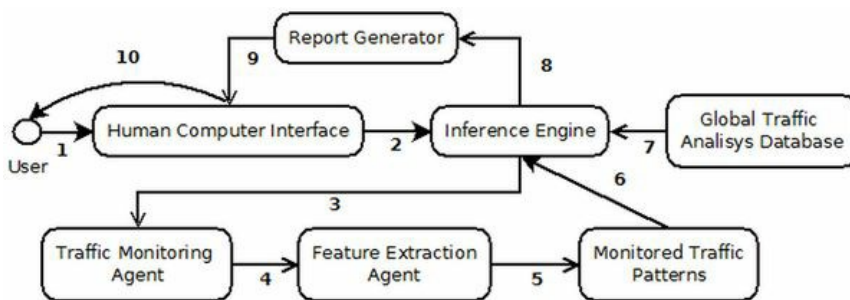 Report Generator
10
9
8
Human Computer Interface
Inference Engine
Global Traffic
Analisys Database
User
1
2
7
3
6
Traffic Monitoring
Agent
Feature Extraction
Agent
Monitored Traffic
Patterns
4
5